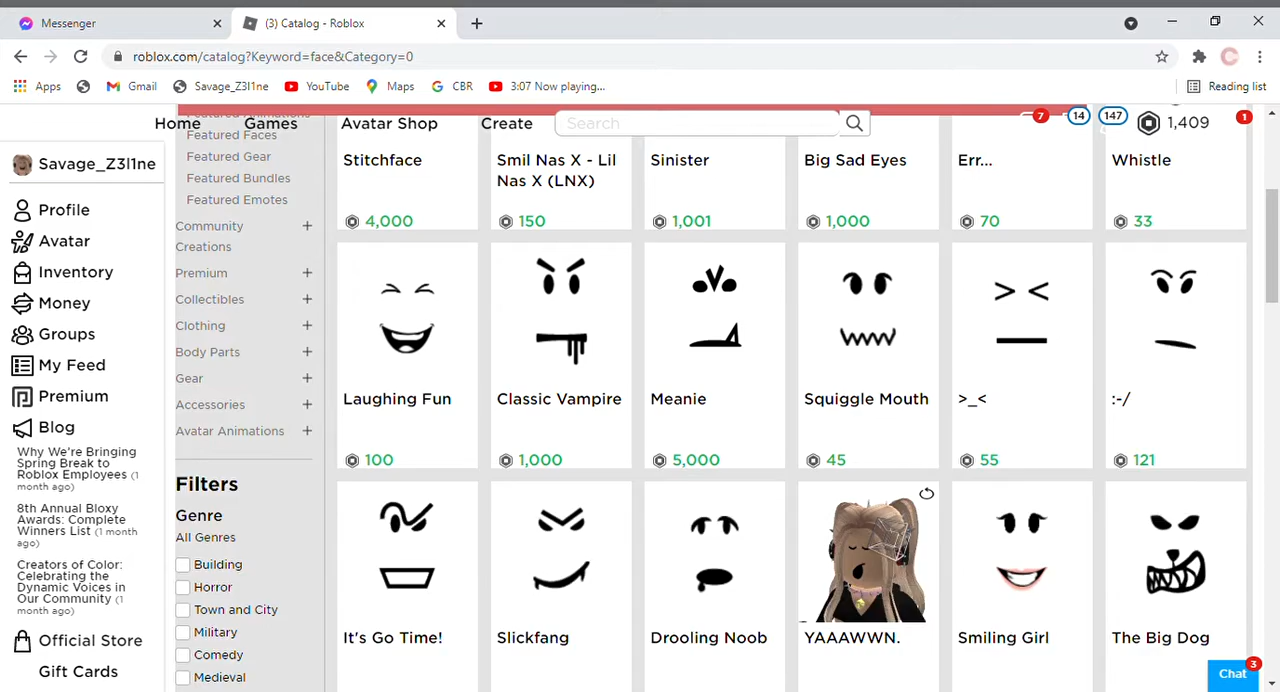 Messenger
(3) Catalog - Roblox
roblox.com/catalog?Keyword=face&Category=0
Apps
Gmail
Savage_Z3l1ne
YouTube
Maps
CBR
3:07 Now playing...
Reading list
Home
Games
Avatar Shop
Create
Search
7
14
147
1,409
1
Savage_Z3l1ne
Profile
Avatar
Inventory
Money
Groups
My Feed
Premium
Blog
Why We're Bringing
Spring Break to
Roblox Employees (1
month ago)
8th Annual Bloxy
Awards: Complete
Winners List (1 month
ago)
Creators of Color:
Celebrating the
Dynamic Voices in
Our Community (1
month ago)
Official Store
Gift Cards
Featured Animations
Featured Faces
Featured Gear
Featured Bundles
Featured Emotes
Community
Creations
+
Premium +
Collectibles +
Clothing +
Body Parts +
Gear +
Accessories +
Avatar Animations +
Filters
Genre
All Genres
Building
Horror
Town and City
Military
Comedy
Medieval
Stitchface
4,000
Smil Nas X - Lil
Nas X (LNX)
150
Sinister
1,001
Big Sad Eyes
1,000
Err...
70
Whistle
33
Laughing Fun
100
Classic Vampire
1,000
Meanie
5,000
Squiggle Mouth
45
>_<
55
:-/
121
It's Go Time!
Slickfang
Drooling Noob
YAAAWWN.
Smiling Girl
The Big Dog
Chat
3